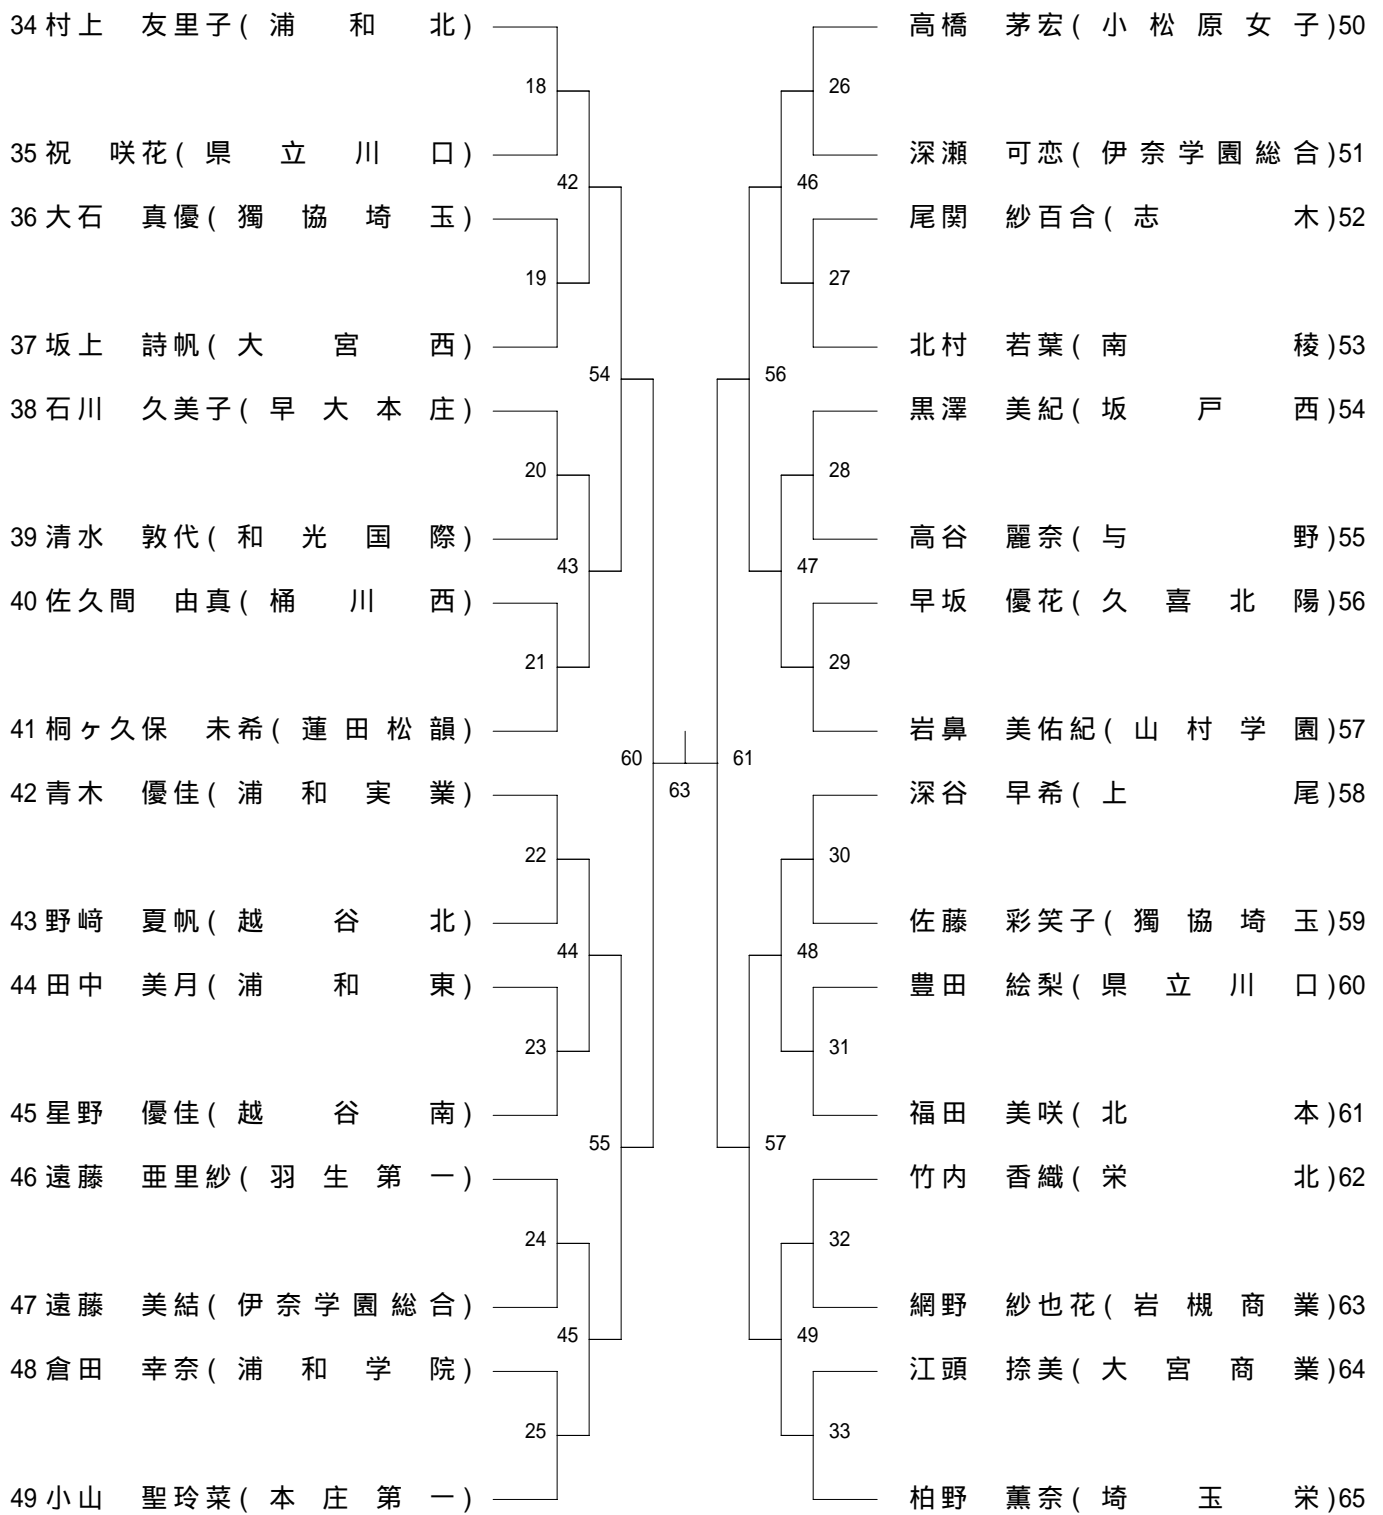 34 村上 友里子(浦和北)
18
35 祝 咲花(県立川口)
42
36 大石 真優(獨協埼玉)
19
37 坂上 詩帆(大宮西)
54
38 石川 久美子(早大本庄)
20
39 清水 敦代(和光国際)
43
40 佐久間 由真(桶川西)
21
41 桐ヶ久保 未希(蓮田松韻)
60
42 青木 優佳(浦和実業)
22
43 野﨑 夏帆(越谷北)
44
44 田中 美月(浦和東)
23
45 星野 優佳(越谷南)
55
46 遠藤 亜里紗(羽生第一)
24
47 遠藤 美結(伊奈学園総合)
45
48 倉田 幸奈(浦和学院)
25
49 小山 聖玲菜(本庄第一)
63
高橋 茅宏(小松原女子)50
26
深瀬 可恋(伊奈学園総合)51
46
尾関 紗百合(志木)52
27
北村 若葉(南稜)53
56
黒澤 美紀(坂戸西)54
28
高谷 麗奈(与野)55
47
早坂 優花(久喜北陽)56
29
岩鼻 美佑紀(山村学園)57
61
深谷 早希(上尾)58
30
佐藤 彩笑子(獨協埼玉)59
48
豊田 絵梨(県立川口)60
31
福田 美咲(北本)61
57
竹内 香織(栄北)62
32
網野 紗也花(岩槻商業)63
49
江頭 捺美(大宮商業)64
33
柏野 薫奈(埼玉栄)65